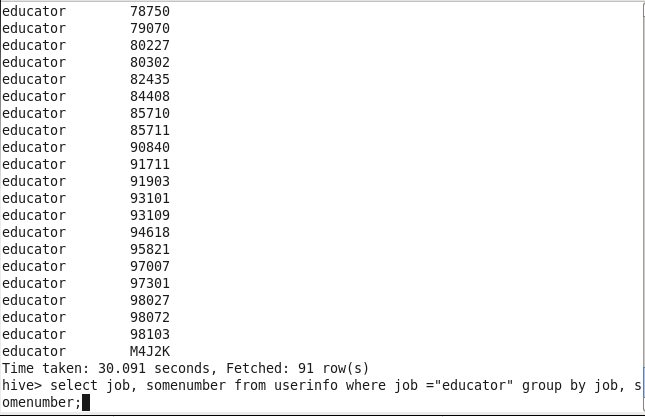 educator        78750
educator        79070
educator        80227
educator        80302
educator        82435
educator        84408
educator        85710
educator        85711
educator        90840
educator        91711
educator        91903
educator        93101
educator        93109
educator        94618
educator        95821
educator        97007
educator        97301
educator        98027
educator        98072
educator        98103
educator        M4J2K
Time taken: 30.091 seconds, Fetched: 91 row(s)
hive> select job, somenumber from userinfo where job ="educator" group by job, s
omenumber;